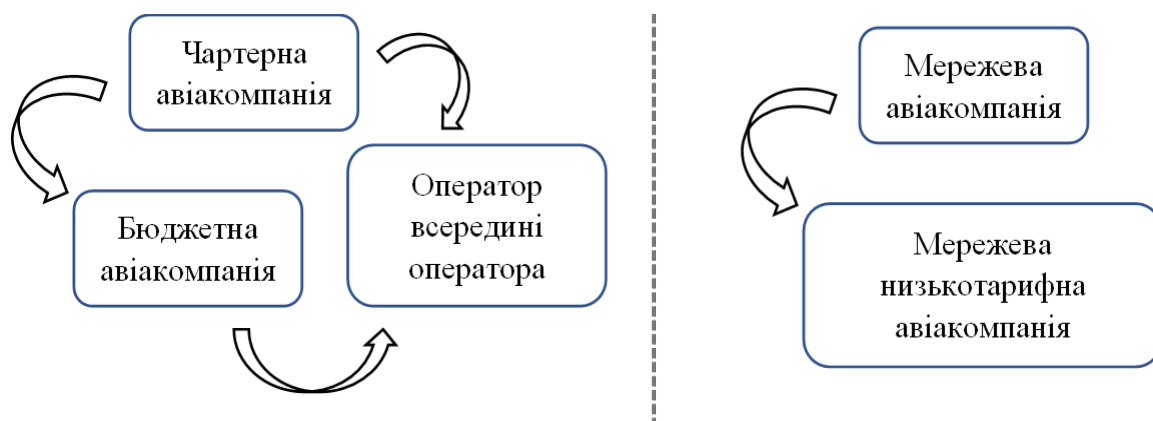 Чартерна
авіакомпанія
Бюджетна
авіакомпанія
Оператор
всередині
оператора
Мережева
авіакомпанія
Мережева
низькотарифна
авіакомпанія